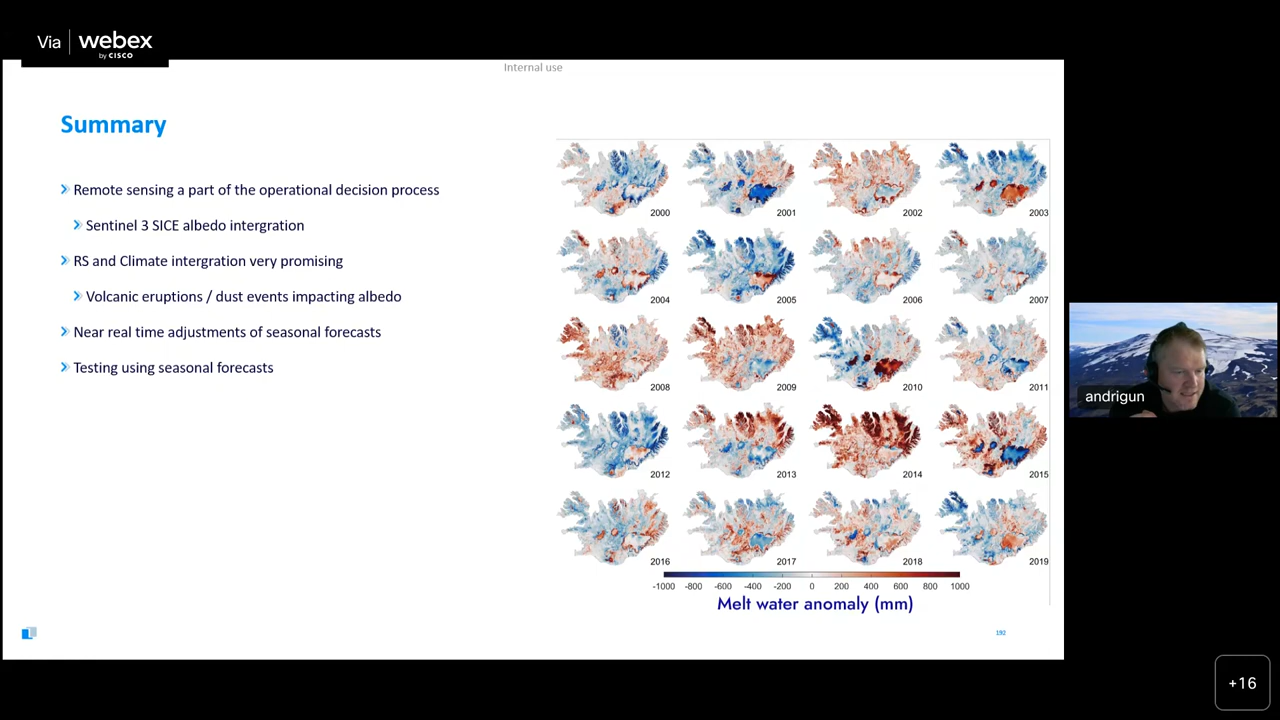 Via webex
by CISCO
Internal use
Summary
Remote sensing a part of the operational decision process
Sentinel 3 SICE albedo intergration
RS and Climate intergration very promising
Volcanic eruptions / dust events impacting albedo
Near real time adjustments of seasonal forecasts
Testing using seasonal forecasts
2000 2001 2002 2003
2004 2005 2006 2007
2008 2009 2010 2011
2012 2013 2014 2015
2016 2017 2018 2019
-1000 -800 -600 -400 -200 0 200 400 600 800 1000
Melt water anomaly (mm)
192
andrigun
+16